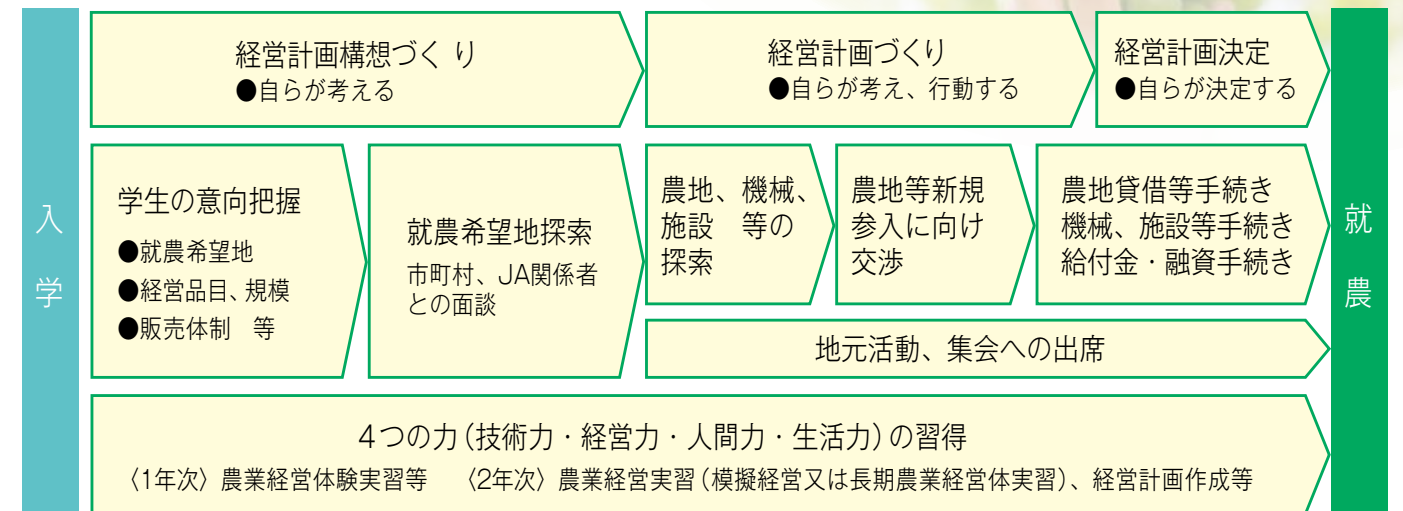 入学
経営計画構想づくり
●自らが考える
経営計画づくり
●自らが考え、行動する
経営計画決定
●自らが決定する
学生の意向把握
●就農希望地
●経営品目、規模
●販売体制　等
就農希望地探索
市町村、JA関係者
との面談
農地、機械、
施設　等の
探索
農地等新規
参入に向け
交渉
農地貸借等手続き
機械、施設等手続き
給付金・融資手続き
地元活動、集会への出席
4つの力(技術力・経営力・人間力・生活力)の習得
〈1年次〉農業経営体験実習等　〈2年次〉農業経営実習(模擬経営又は長期農業経営体実習)、経営計画作成等
就農